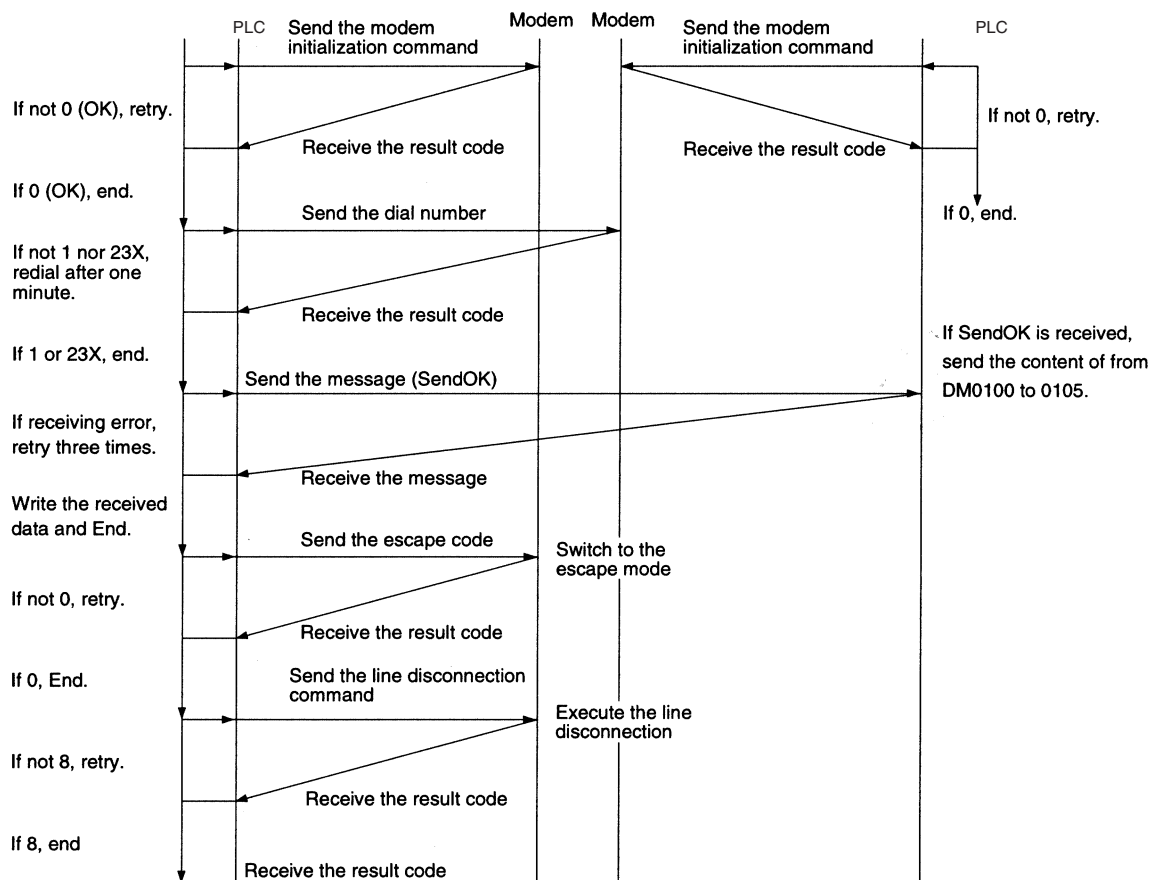 PLC
Send the modem
initialization command
Modem
Modem
Send the modem
initialization command
PLC
If not 0 (OK), retry.
If not 0, retry.
Receive the result code
Receive the result code
If 0 (OK), end.
Send the dial number
If 0, end.
If not 1 nor 23X,
redial after one
minute.
Receive the result code
If SendOK is received,
send the content of from
DM0100 to 0105.
If 1 or 23X, end.
Send the message (SendOK)
If receiving error,
retry three times.
Receive the message
Write the received
data and End.
Send the escape code
Switch to the
escape mode
If not 0, retry.
Receive the result code
If 0, End.
Send the line disconnection
command
Execute the line
disconnection
If not 8, retry.
Receive the result code
If 8, end
Receive the result code